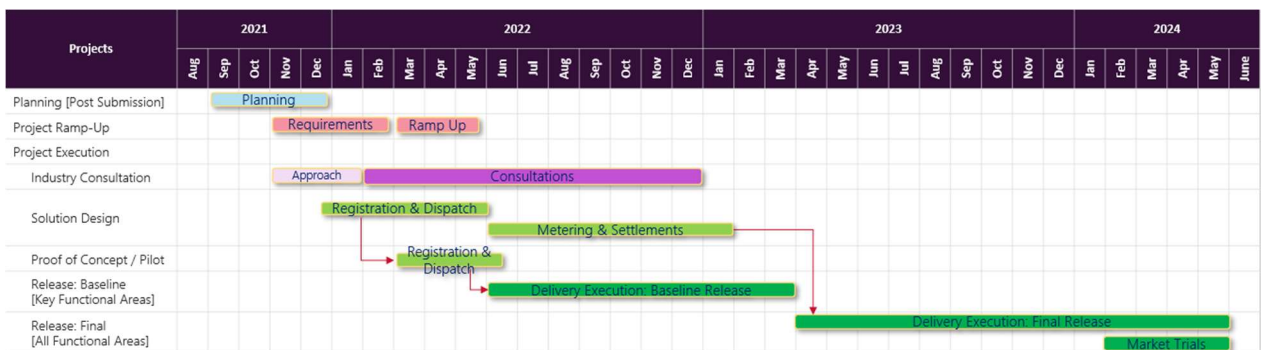 Projects
2021 2022 2023 2024
Aug Sep Oct Nov Dec Jan Feb Mar Apr May Jun Jul Aug Sep Oct Nov Dec Jan Feb Mar Apr May Jun Jul Aug Sep Oct Nov Dec Jan Feb Mar Apr May June
Planning [Post Submission] Planning
Project Ramp-Up Requirements Ramp Up
Project Execution
Industry Consultation Approach Consultations
Solution Design
Registration & Dispatch
Metering & Settlements
Proof of Concept / Pilot
Registration &
Dispatch
Release: Baseline
[Key Functional Areas]
Delivery Execution: Baseline Release
Release: Final
[All Functional Areas]
Delivery Execution: Final Release
Market Trials